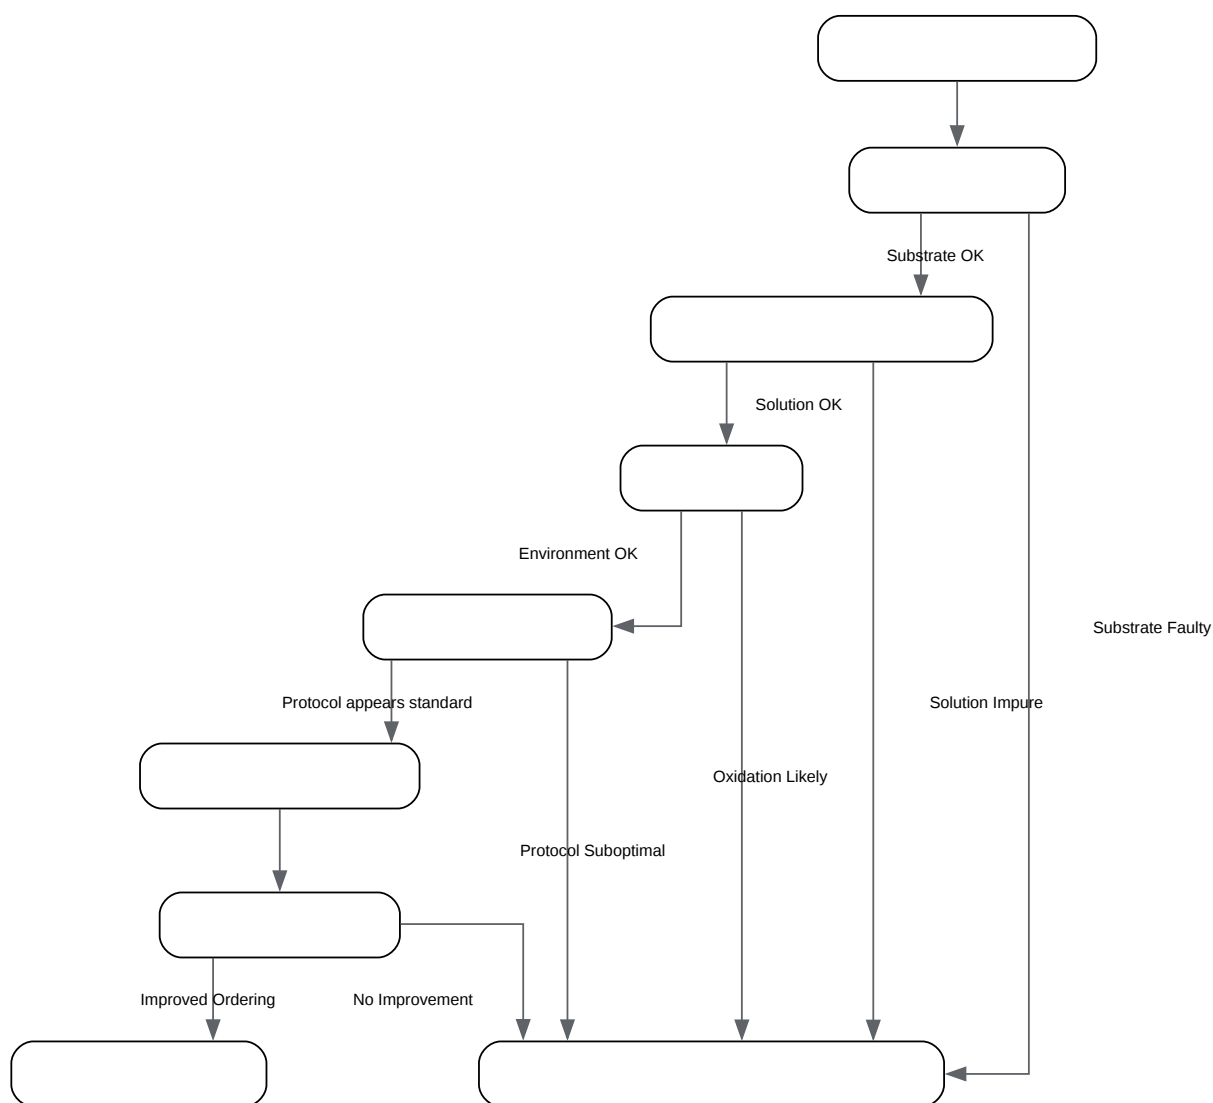 Substrate OK
Solution OK
Environment OK
Substrate Faulty
Protocol appears standard
Solution Impure
Oxidation Likely
Protocol Suboptimal
Improved Ordering
No Improvement